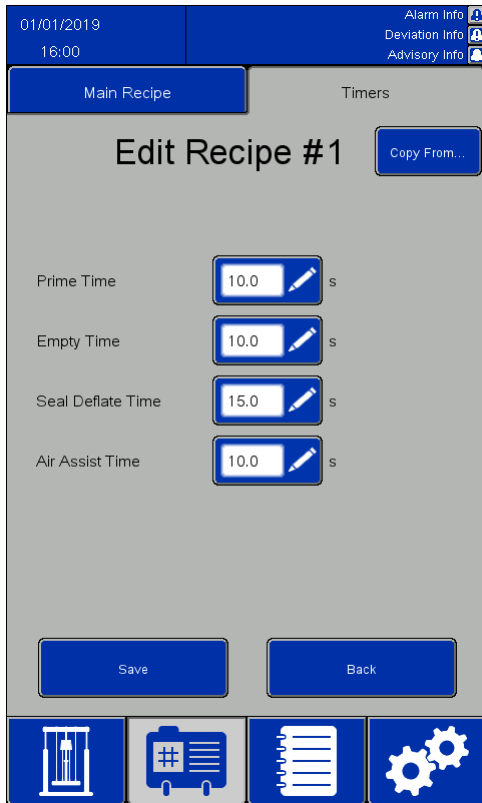 01/01/2019
16:00
Alarm Info
Deviation Info
Advisory Info
Main Recipe
Timers
Edit Recipe #1
Copy From...
Prime Time 10.0 s
Empty Time 10.0 s
Seal Deflate Time 15.0 s
Air Assist Time 10.0 s
Save
Back
#